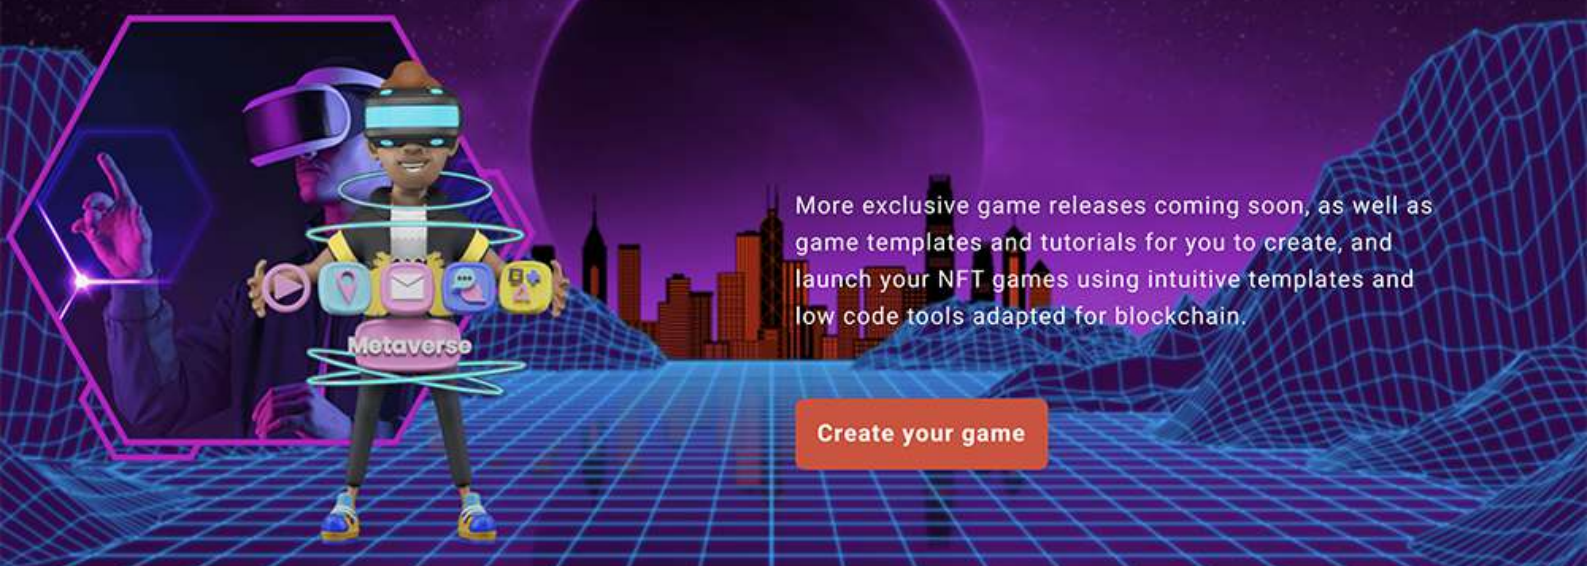 Metaverse
More exclusive game releases coming soon, as well as
game templates and tutorials for you to create, and
launch your NFT games using intuitive templates and
low code tools adapted for blockchain.
Create your game